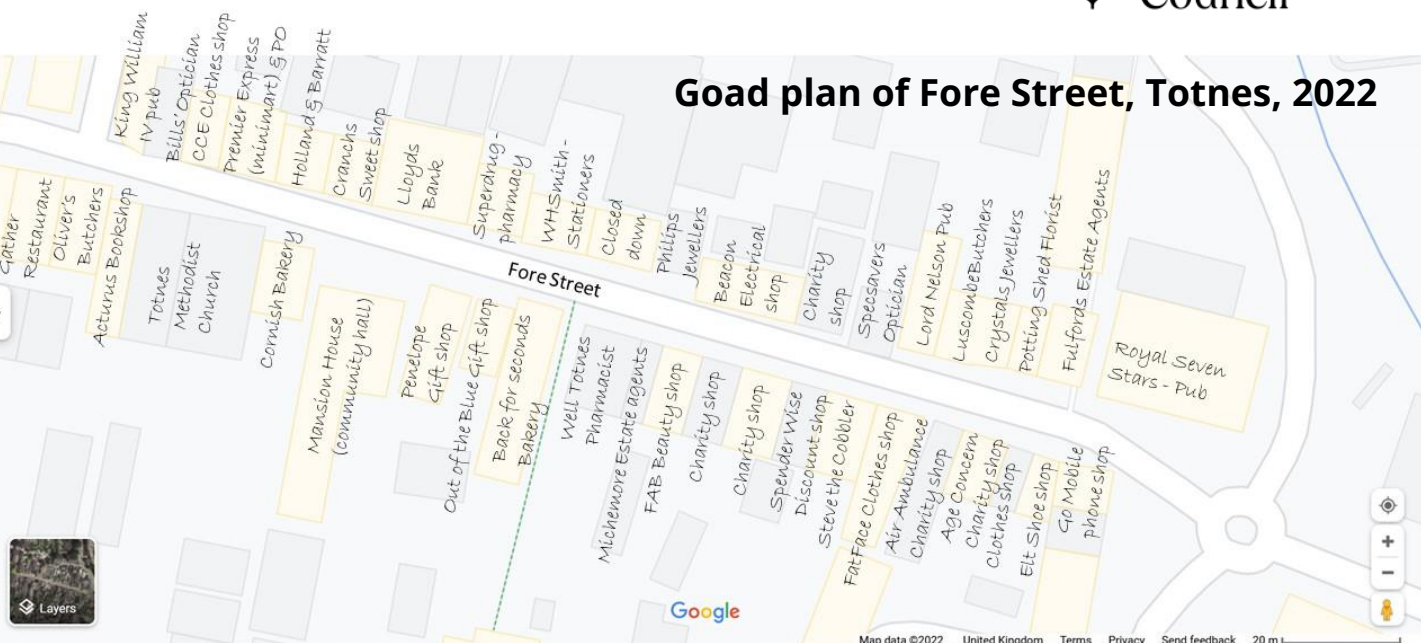 Council
Goad plan of Fore Street, Totnes, 2022
King William
IV pub
Bills' Optician
CCE Clothes shop
Premier Express
(minimart) & PO
Holland & Barratt
Cranchs
Sweet shop
Lloyds
Bank
Superdrug-
pharmacy
WHSmith-
Stationers
Closed
down
Philips
Jewellers
Beacon
Electrical
shop
Charity
shop
Specsavers
Optician
Lord Nelson Pub
Luscombe Butchers
Crystals Jewellers
Potting Shed Florist
Fulfords Estate Agents
Royal Seven
Stars - Pub
Fore Street
Gather
Restaurant
Oliver's
Butchers
Acturus Bookshop
Totnes
Methodist
Church
Cornish Bakery
Mansion House
(community hall)
Penelope
Gift shop
Out of the Blue Gift shop
Back for seconds
Bakery
Well Totnes
Pharmacist
Michemore Estate agents
FAB Beauty shop
Charity shop
Charity shop
Spender Wise
Discount shop
Steve the Cobbler
FatFace Clothes shop
Air Ambulance
Charity shop
Age Concern
Charity shop
Clothes shop
Elt Shoe shop
Go Mobile
phone shop
Layers
Google
Map data ©2022 United Kingdom Terms Privacy Send feedback 20 m